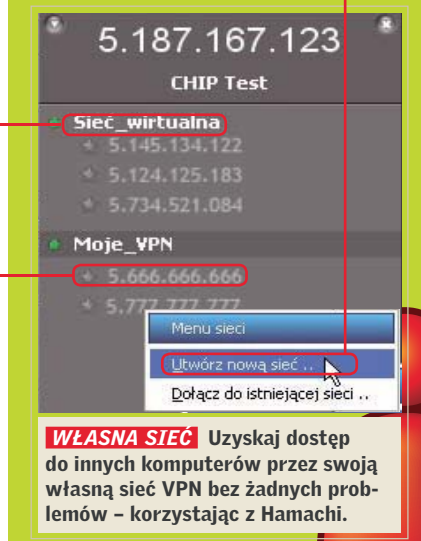 5.187.167.123
CHIP Test
Sieć_wirtualna
5.145.134.122
5.124.125.183
5.734.521.084
Moje_VPN
5.666.666.666
5.777.777.777
Menu sieci
Utwórz nową sieć ..
Dołącz do istniejącej sieci ..
WŁASNA SIEĆ Uzyskaj dostęp
do innych komputerów przez swoją
własną sieć VPN bez żadnych prob-
lemów – korzystając z Hamachi.